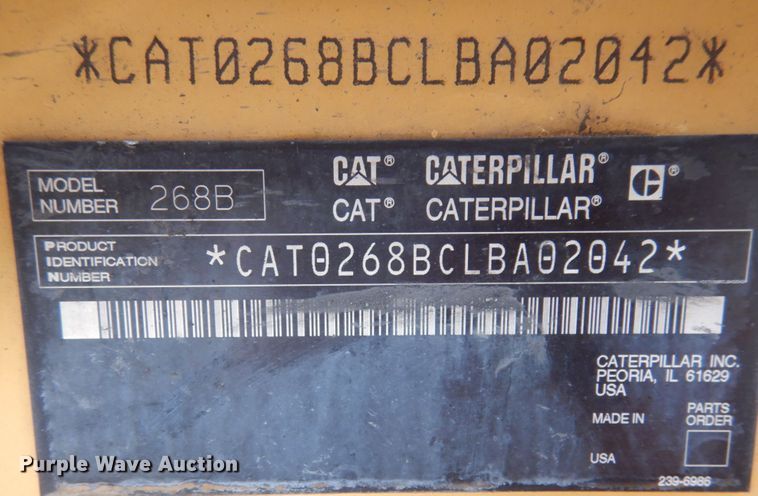 *CAT0268BCLBA02042*
MODEL NUMBER 268B
CAT® CATERPILLAR® C
CAT® CATERPILLAR®
PRODUCT IDENTIFICATION NUMBER *CAT0268BCLBA02042*
CATERPILLAR INC.
PEORIA, IL 61629
USA
MADE IN PARTS ORDER
USA
239-6986
Purple Wave Auction